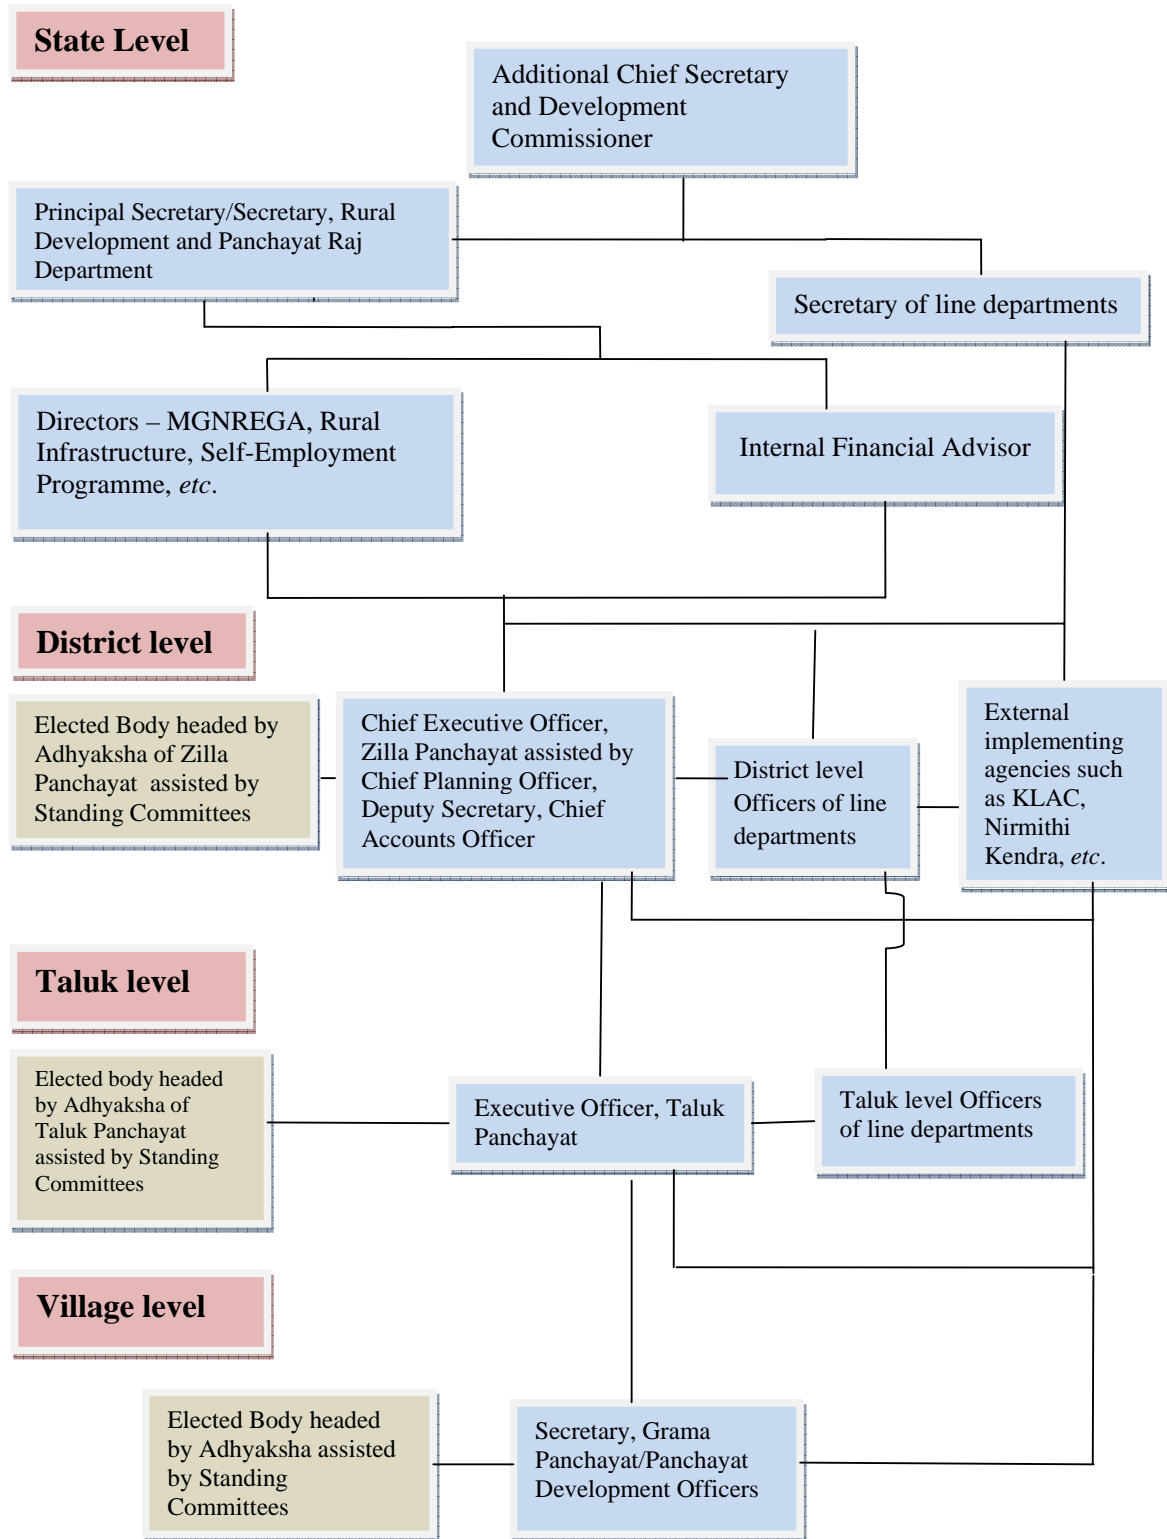 State Level
Additional Chief Secretary
and Development
Commissioner
Principal Secretary/Secretary, Rural
Development and Panchayat Raj
Department
Secretary of line departments
Directors – MGNREGA, Rural
Infrastructure, Self-Employment
Programme, etc.
Internal Financial Advisor
District level
Elected Body headed by
Adhyaksha of Zilla
Panchayat assisted by
Standing Committees
Chief Executive Officer,
Zilla Panchayat assisted by
Chief Planning Officer,
Deputy Secretary, Chief
Accounts Officer
District level
Officers of line
departments
External
implementing
agencies such
as KLAC,
Nirmithi
Kendra, etc.
Taluk level
Elected body headed
by Adhyaksha of
Taluk Panchayat
assisted by Standing
Committees
Executive Officer, Taluk
Panchayat
Taluk level Officers
of line departments
Village level
Elected Body headed
by Adhyaksha assisted
by Standing
Committees
Secretary, Grama
Panchayat/Panchayat
Development Officers